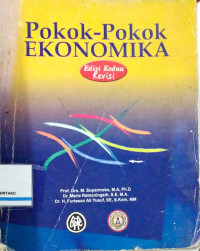 Pokok-Pokok
EKONOMIKA
Edisi Kedua
Revisi
Prof. Drs. M. Suparmoko, M.A, Ph.D
Dr. Maria Ratnaningsih, S.E, M.A.
Dr. H. Furtasan Ali Yusuf, SE, S-Kom, MM